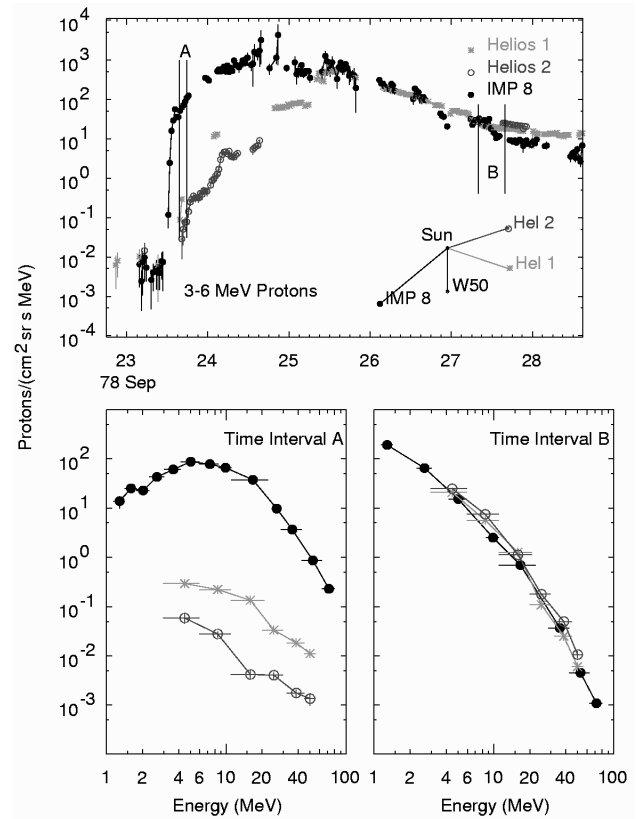 Protons/(cm² sr s MeV)
10⁴
10³
10²
10¹
10⁰
10⁻¹
10⁻²
10⁻³
10⁻⁴
A
Helios 1
Helios 2
IMP 8
B
Sun
Hel 2
Hel 1
W50
IMP 8
3-6 MeV Protons
23 24 25 26 27 28
78 Sep
Time Interval A
10²
10¹
10⁰
10⁻¹
10⁻²
10⁻³
1 2 4 6 10 20 40 100
Energy (MeV)
Time Interval B
1 2 4 6 10 20 40 100
Energy (MeV)